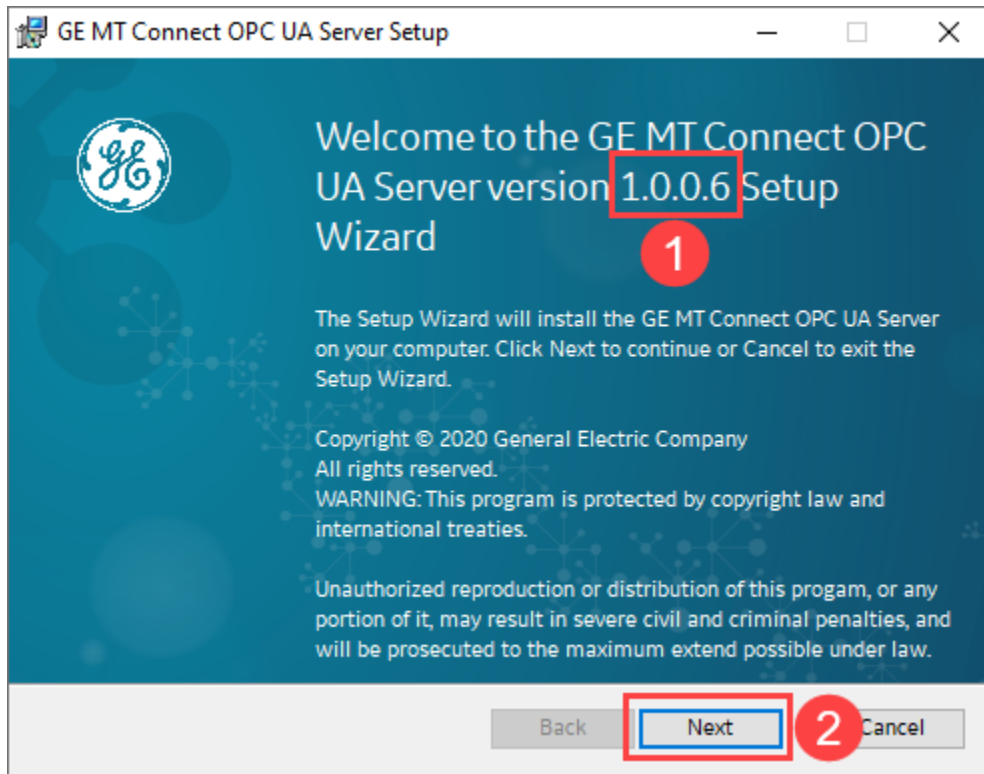 GE MT Connect OPC UA Server Setup
GE
Welcome to the GE MT Connect OPC
UA Server version 1.0.0.6 Setup
Wizard
1
The Setup Wizard will install the GE MT Connect OPC UA Server
on your computer. Click Next to continue or Cancel to exit the
Setup Wizard.
Copyright © 2020 General Electric Company
All rights reserved.
WARNING: This program is protected by copyright law and
international treaties.
Unauthorized reproduction or distribution of this progam, or any
portion of it, may result in severe civil and criminal penalties, and
will be prosecuted to the maximum extend possible under law.
Back Next 2 Cancel